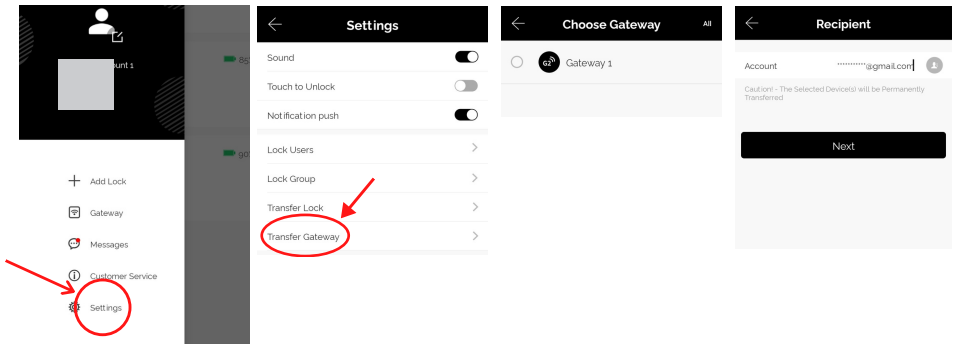 ount 1
85
90
Add Lock
Gateway
Messages
Customer Service
Settings
Settings
Sound
Touch to Unlock
Notification push
Lock Users
Lock Group
Transfer Lock
Transfer Gateway
Choose Gateway
All
G2
Gateway 1
Recipient
Account
***********@gmail.com
Caution! - The Selected Device(s) will be Permanently
Transferred
Next